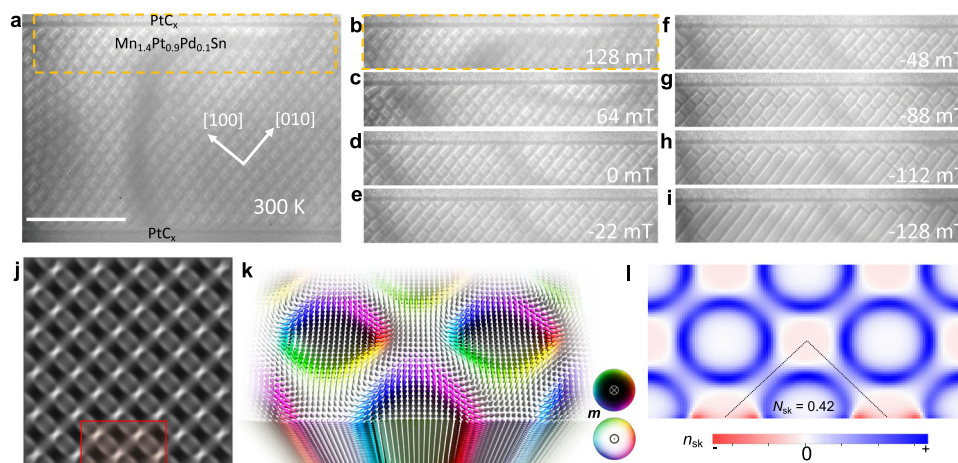 a
PtCₓ
Mn₁.₄Pt₀.₉Pd₀.₁Sn
[100]
[010]
300 K
PtCₓ
b
128 mT
c
64 mT
d
0 mT
e
-22 mT
f
-48 mT
g
-88 mT
h
-112 mT
i
-128 mT
j
k
m
l
Nsk = 0.42
nsk
-
0
+